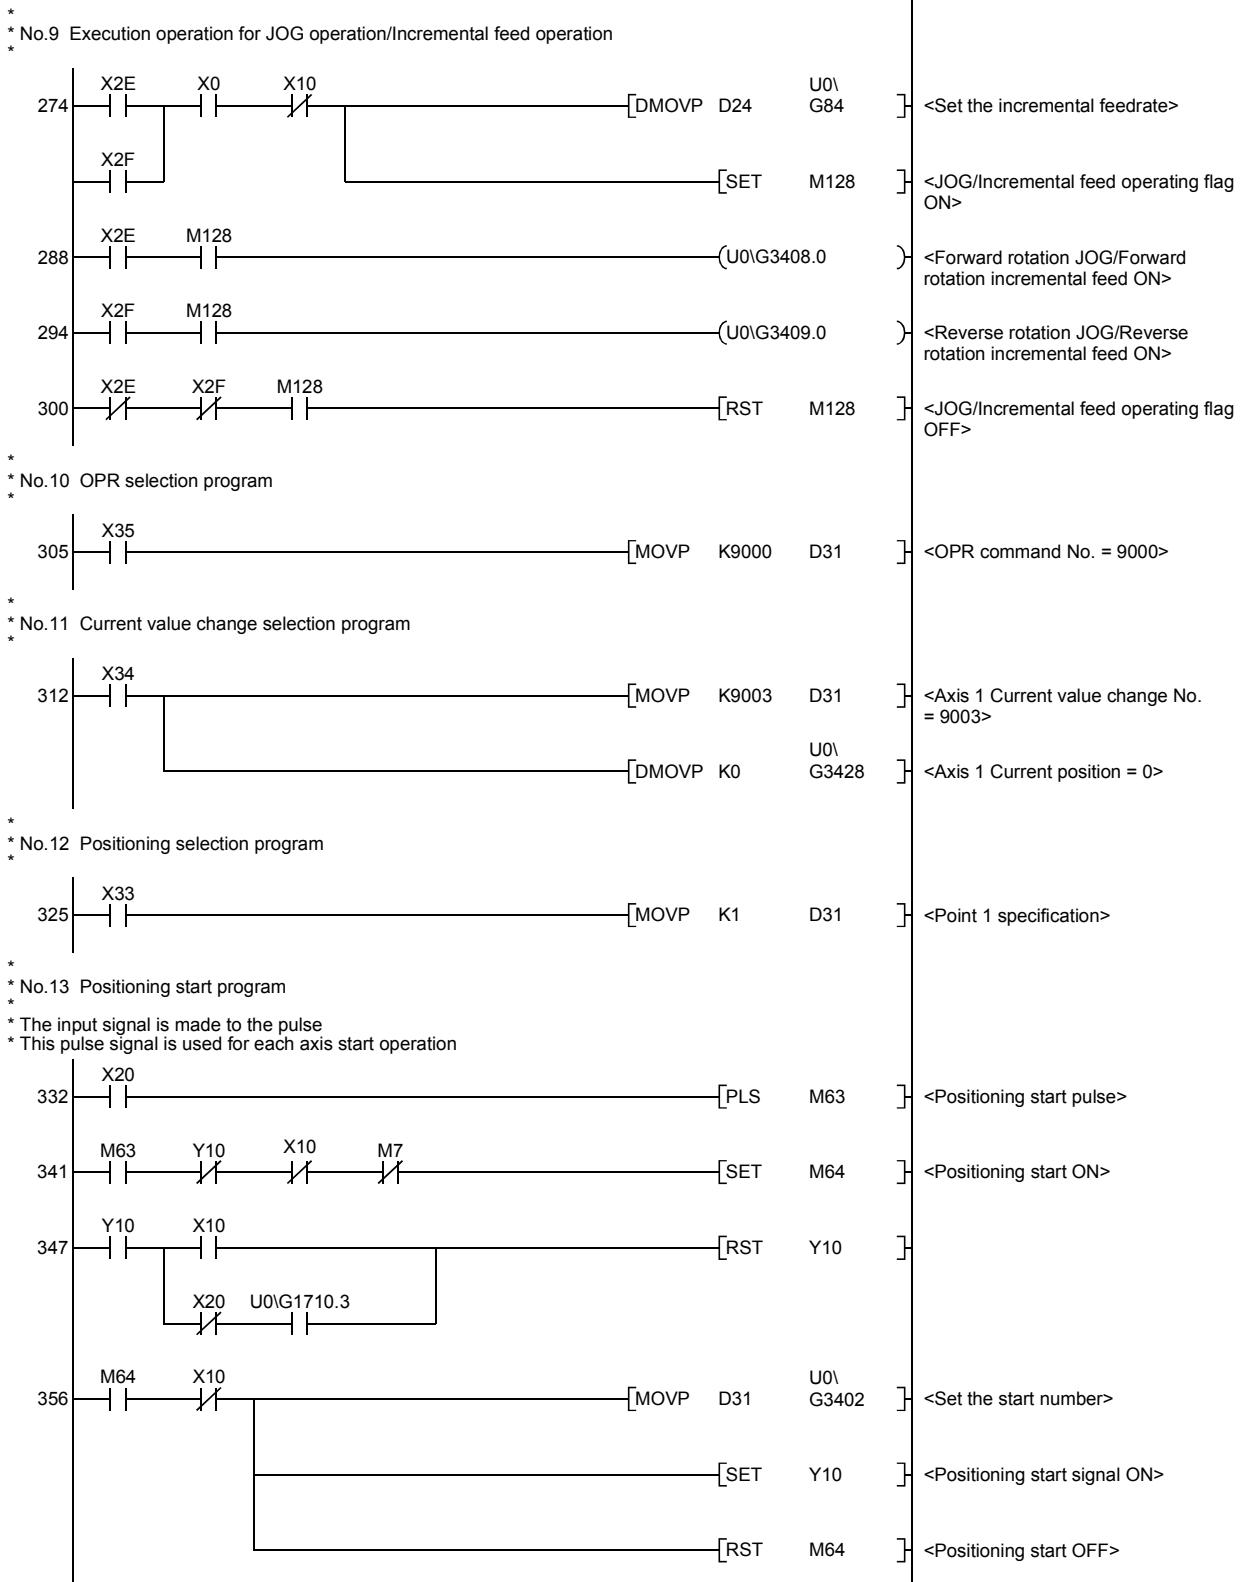 *
* No.9 Execution operation for JOG operation/Incremental feed operation
*
X2E X0 X10 U0\
274 DMOVP D24 G84 <Set the incremental feedrate>
X2F
SET M128 <JOG/Incremental feed operating flag
ON>
X2E M128
288 U0\G3408.0 <Forward rotation JOG/Forward
rotation incremental feed ON>
X2F M128
294 U0\G3409.0 <Reverse rotation JOG/Reverse
rotation incremental feed ON>
X2E X2F M128
300 RST M128 <JOG/Incremental feed operating flag
OFF>
*
* No.10 OPR selection program
*
X35
305 MOVP K9000 D31 <OPR command No. = 9000>
*
* No.11 Current value change selection program
*
X34
312 MOVP K9003 D31 <Axis 1 Current value change No.
= 9003>
U0\
DMOVP K0 G3428 <Axis 1 Current position = 0>
*
* No.12 Positioning selection program
*
X33
325 MOVP K1 D31 <Point 1 specification>
*
* No.13 Positioning start program
*
* The input signal is made to the pulse
* This pulse signal is used for each axis start operation
X20
332 PLS M63 <Positioning start pulse>
M63 Y10 X10 M7
341 SET M64 <Positioning start ON>
Y10 X10
347 RST Y10
X20 U0\G1710.3
M64 X10 U0\
356 MOVP D31 G3402 <Set the start number>
SET Y10 <Positioning start signal ON>
RST M64 <Positioning start OFF>